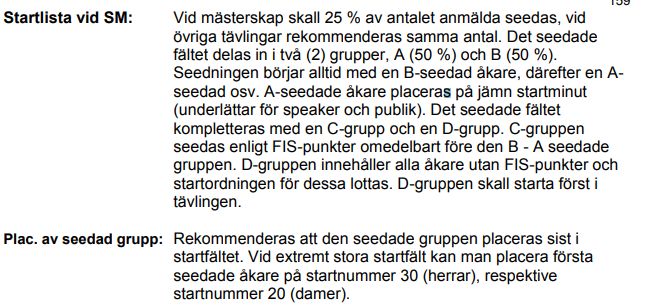 159
Startlista vid SM: Vid mästerskap skall 25 % av antalet anmälda seedas, vid
övriga tävlingar rekommenderas samma antal. Det seedade
fältet delas in i två (2) grupper, A (50 %) och B (50 %).
Seedningen börjar alltid med en B-seedad åkare, därefter en A-
seedad osv. A-seedade åkare placeras på jämn startminut
(underlättar för speaker och publik). Det seedade fältet
kompletteras med en C-grupp och en D-grupp. C-gruppen
seedas enligt FIS-punkter omedelbart före den B - A seedade
gruppen. D-gruppen innehåller alla åkare utan FIS-punkter och
startordningen för dessa lottas. D-gruppen skall starta först i
tävlingen.
Plac. av seedad grupp: Rekommenderas att den seedade gruppen placeras sist i
startfältet. Vid extremt stora startfält kan man placera första
seedade åkare på startnummer 30 (herrar), respektive
startnummer 20 (damer).